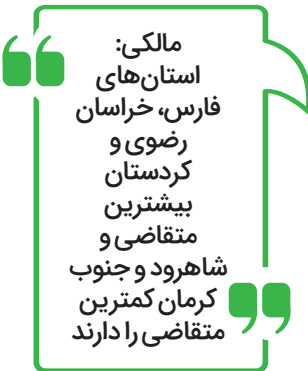 مالکی:
استان‌های
فارس، خراسان
رضوی و
کردستان
بیشترین
متقاضی و
شاهرود و جنوب
کرمان کمترین
متقاضی را دارند